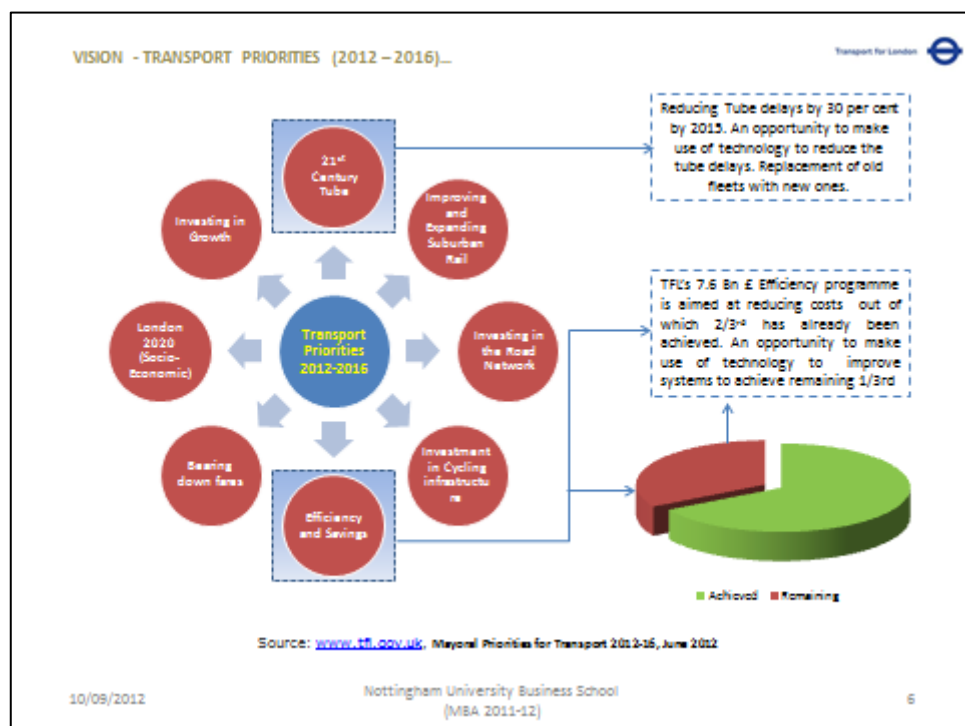 VISION - TRANSPORT PRIORITIES (2012 – 2016)...
Transport for London
21st
Century
Tube
Improving
and
Expanding
Suburban
Rail
Investing in
the Road
Network
Investment
in Cycling
infrastructu
re
Efficiency
and Savings
Bearing
down fares
London
2020
(Socio-
Economic)
Investing in
Growth
Transport
Priorities
2012-2016
Reducing Tube delays by 30 per cent
by 2015. An opportunity to make
use of technology to reduce the
tube delays. Replacement of old
fleets with new ones.
TFL's 7.6 Bn £ Efficiency programme
is aimed at reducing costs out of
which 2/3rd has already been
achieved. An opportunity to make
use of technology to improve
systems to achieve remaining 1/3rd
Achieved Remaining
Source: www.tfl.gov.uk, Mayoral Priorities for Transport 2012-16, June 2012
10/09/2012
Nottingham University Business School
(MBA 2011-12)
6